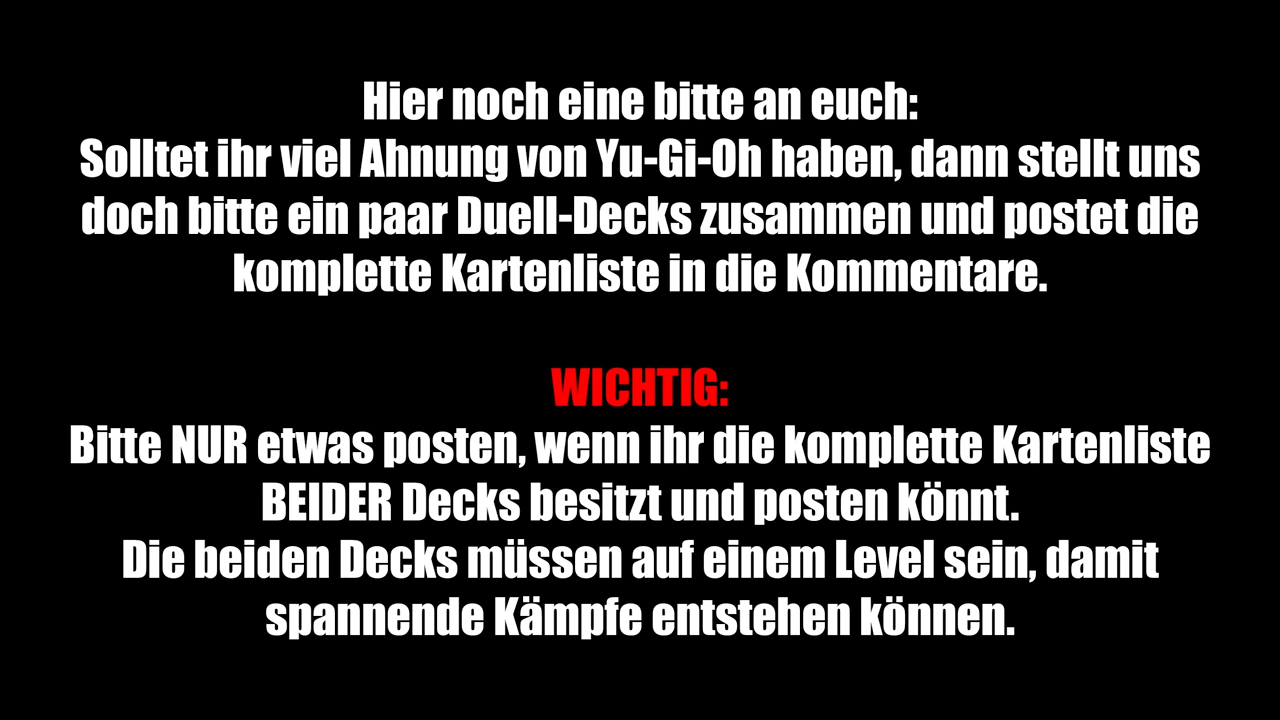 Hier noch eine bitte an euch:
Solltet ihr viel Ahnung von Yu-Gi-Oh haben, dann stellt uns
doch bitte ein paar Duell-Decks zusammen und postet die
komplette Kartenliste in die Kommentare.
WICHTIG:
Bitte NUR etwas posten, wenn ihr die komplette Kartenliste
BEIDER Decks besitzt und posten könnt.
Die beiden Decks müssen auf einem Level sein, damit
spannende Kämpfe entstehen können.